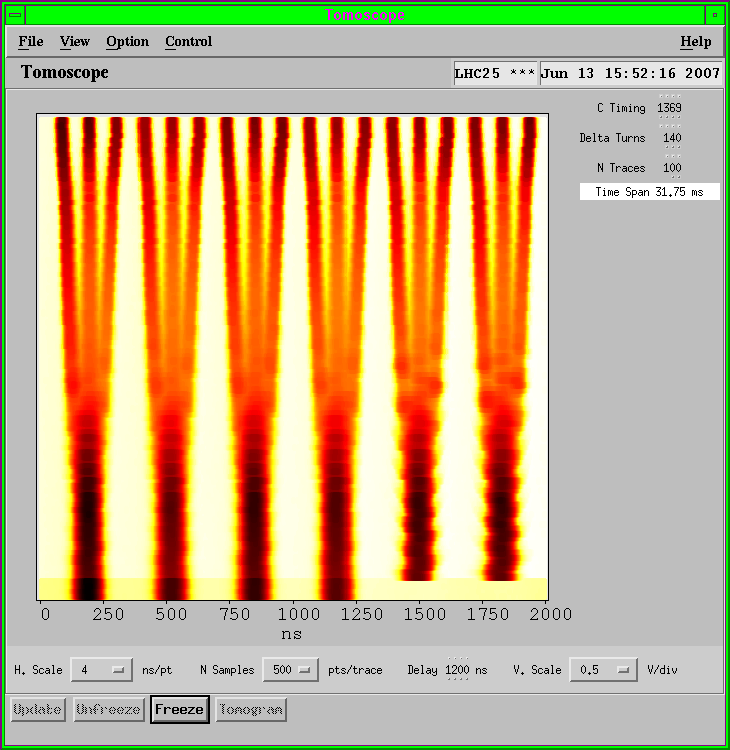 Tomoscope
File View Option Control Help
Tomoscope LHC25 *** Jun 13 15:52:16 2007
C Timing 1369
Delta Turns 140
N Traces 100
Time Span 31.75 ms
0 250 500 750 1000 1250 1500 1750 2000
ns
H. Scale 4 ns/pt N Samples 500 pts/trace Delay 1200 ns V. Scale 0.5 V/div
Update Unfreeze Freeze Tomogram